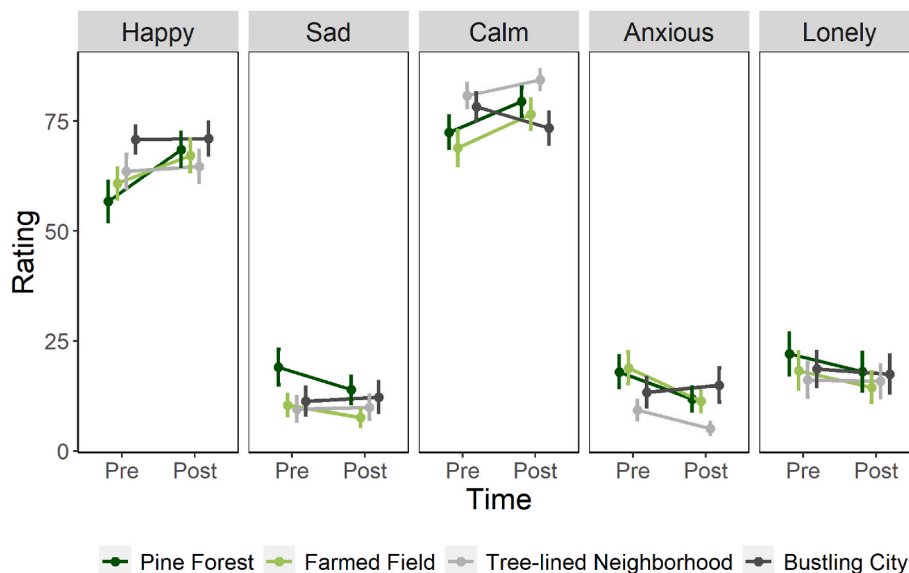 Happy Sad Calm Anxious Lonely
75
50
25
0
Rating
Pre Post Pre Post Pre Post Pre Post Pre Post
Time
Pine Forest Farmed Field Tree-lined Neighborhood Bustling City